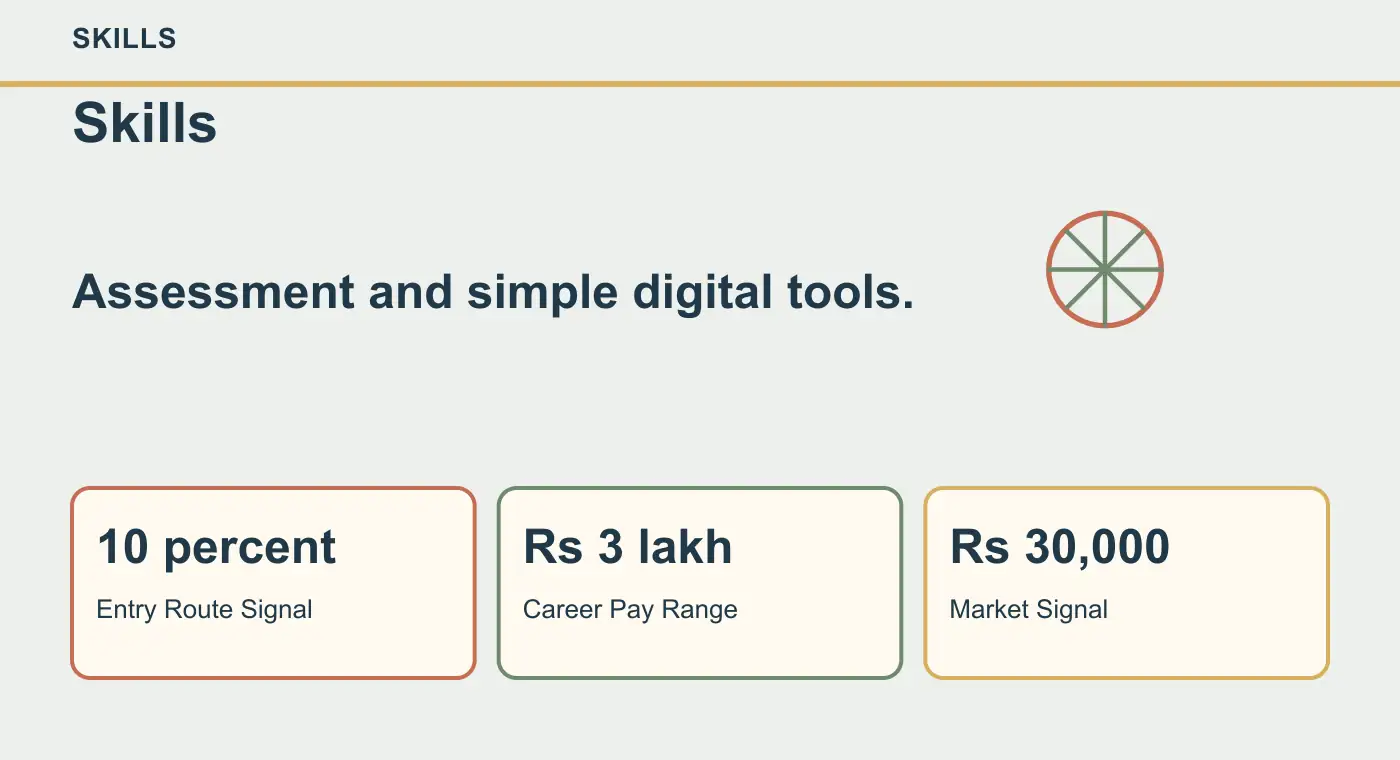 SKILLS
Skills
Assessment and simple digital tools.
10 percent
Entry Route Signal
Rs 3 lakh
Career Pay Range
Rs 30,000
Market Signal